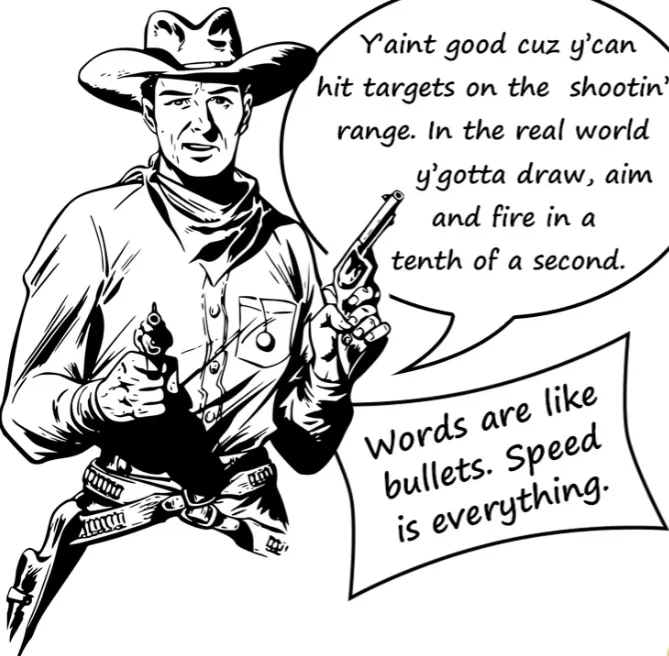 Y'aint good cuz y'can
hit targets on the shootin'
range. In the real world
y'gotta draw, aim
and fire in a
tenth of a second.
Words are like
bullets. Speed
is everything.